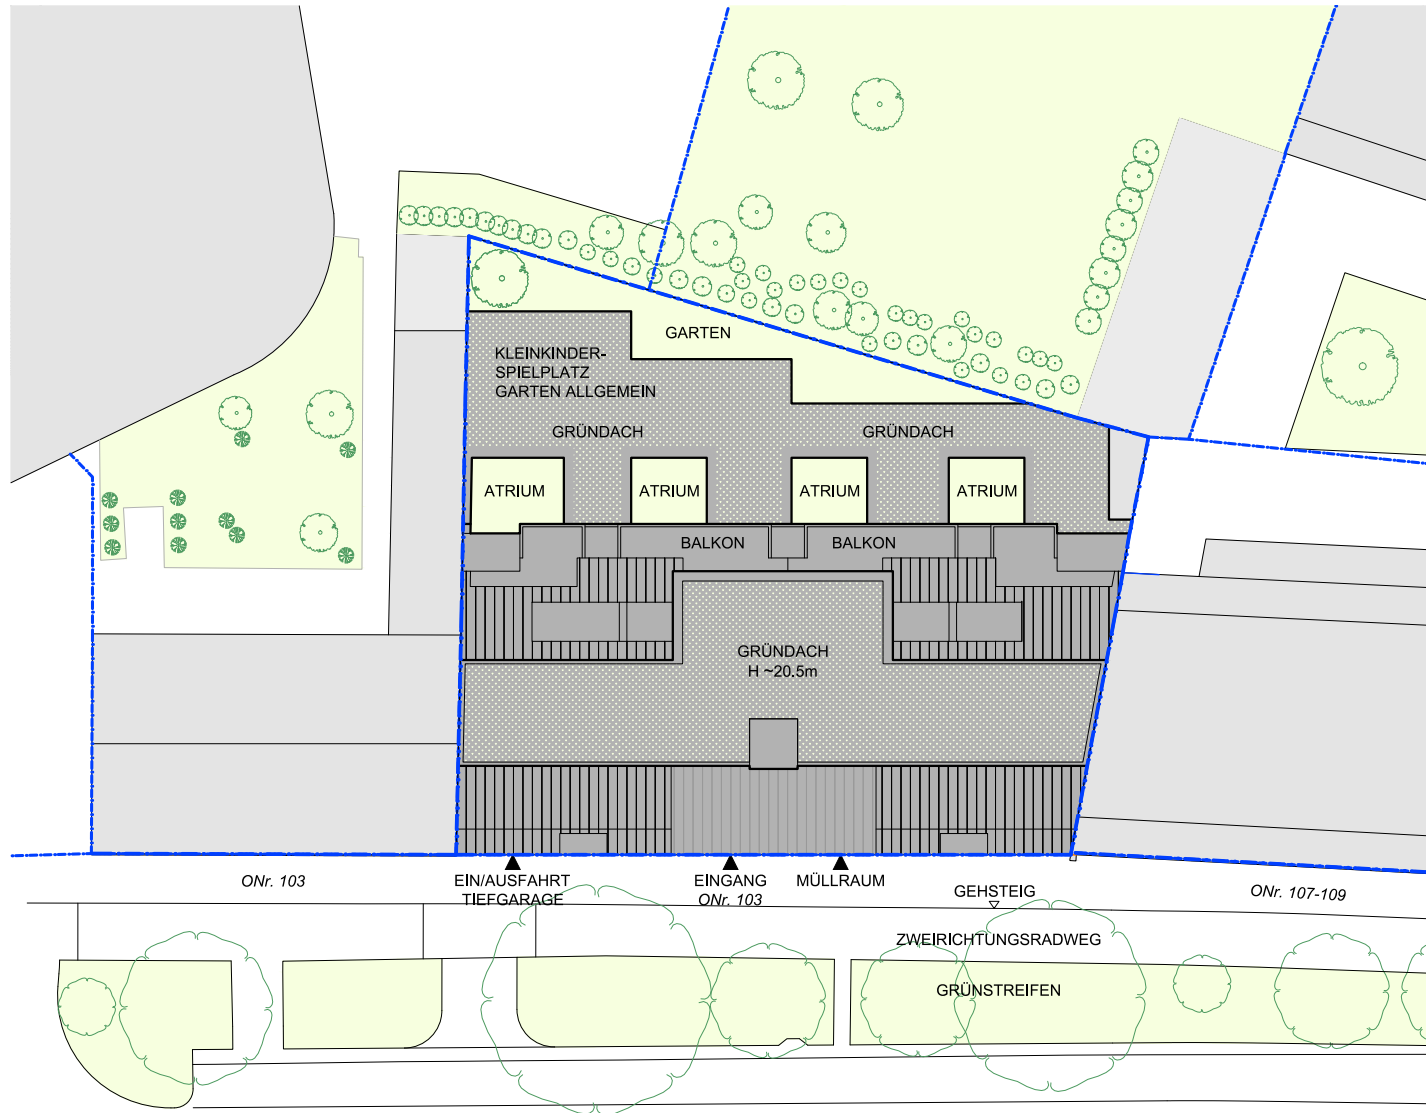 GARTEN
KLEINKINDER-
SPIELPLATZ
GARTEN ALLGEMEIN
GRÜNDACH
GRÜNDACH
ATRIUM
ATRIUM
ATRIUM
ATRIUM
BALKON
BALKON
GRÜNDACH
H ~20.5m
ONr. 103
EIN/AUSFAHRT
TIEFGARAGE
EINGANG
ONr. 103
MÜLLRAUM
GEHSTEIG
ONr. 107-109
ZWEIRICHTUNGSRADWEG
GRÜNSTREIFEN